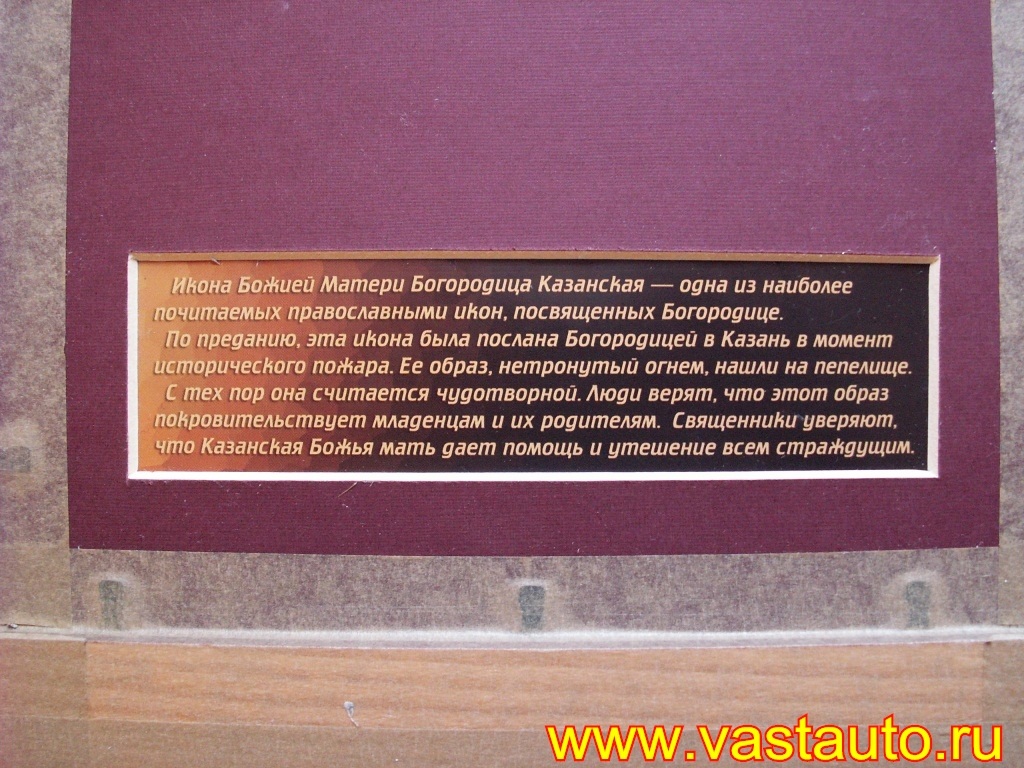 Икона Божией Матери Богородица Казанская — одна из наиболее
почитаемых православными икон, посвященных Богородице.
По преданию, эта икона была послана Богородицей в Казань в момент
исторического пожара. Ее образ, нетронутый огнем, нашли на пепелище.
С тех пор она считается чудотворной. Люди верят, что этот образ
покровительствует младенцам и их родителям. Священники уверяют,
что Казанская Божья мать дает помощь и утешение всем страждущим.
www.vastauto.ru